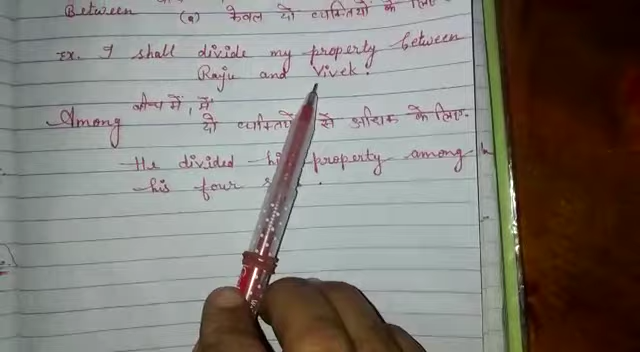 Between (a) केवल दो व्यक्तियों के लिए
Ex. I shall divide my property between
Raju and Vivek.
बीच में, में
Among दो व्यक्तियों से अधिक के लिए.
He divided his property among
his four